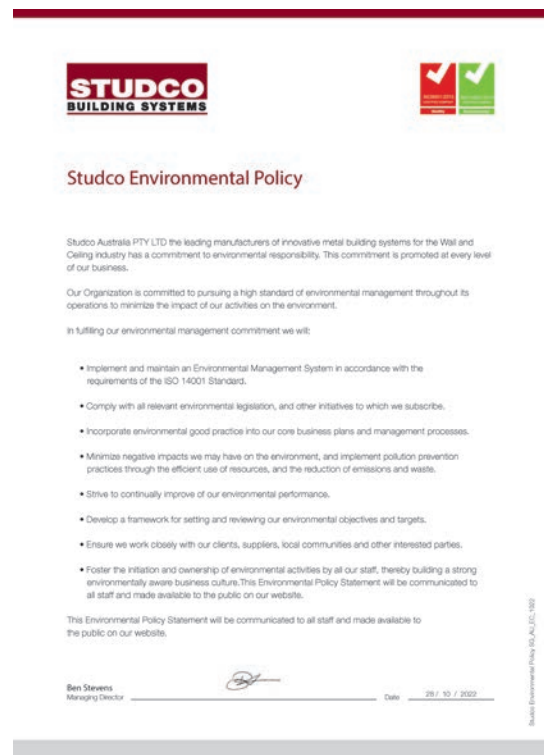 STUDCO
BUILDING SYSTEMS
Studco Environmental Policy
Studco Australia PTY LTD the leading manufacturers of innovative metal building systems for the Wall and
Ceiling industry has a commitment to environmental responsibility. This commitment is promoted at every level
of our business.
Our Organization is committed to pursuing a high standard of environmental management throughout its
operations to minimize the impact of our activities on the environment.
In fulfilling our environmental management commitment we will:
• Implement and maintain an Environmental Management System in accordance with the
requirements of the ISO 14001 Standard.
• Comply with all relevant environmental legislation, and other initiatives to which we subscribe.
• Incorporate environmental good practice into our core business plans and management processes.
• Minimize negative impacts we may have on the environment, and implement pollution prevention
practices through the efficient use of resources, and the reduction of emissions and waste.
• Strive to continually improve of our environmental performance.
• Develop a framework for setting and reviewing our environmental objectives and targets.
• Ensure we work closely with our clients, suppliers, local communities and other interested parties.
• Foster the initiation and ownership of environmental activities by all our staff, thereby building a strong
environmentally aware business culture.This Environmental Policy Statement will be communicated to
all staff and made available to the public on our website.
This Environmental Policy Statement will be communicated to all staff and made available to
the public on our website.
Ben Stevens
Managing Director
Date 28 / 10 / 2022
Studco Environmental Policy SG_AU_EC_1022